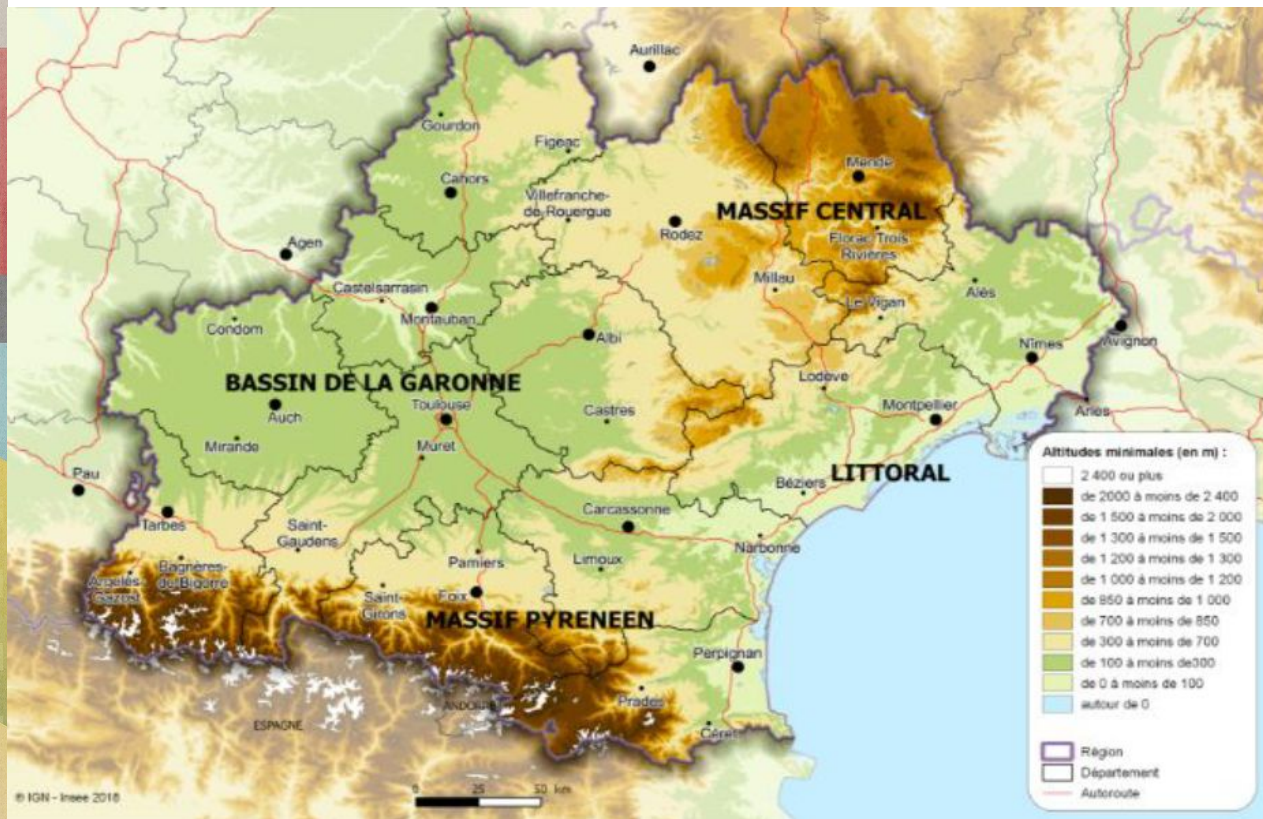 Aurillac
Gourdon
Figeac
Cahors
Mende
Villefranche-
de-Rouergue
MASSIF CENTRAL
Rodez
Florac Trois
Rivières
Agen
Millau
Alès
Castelsarrasin
Le Vigan
Montauban
Condom
Albi
Avignon
Nîmes
BASSIN DE LA GARONNE
Lodève
Toulouse
Auch
Castres
Montpellier
Arles
Mirande
Muret
Pau
LITTORAL
Béziers
Tarbes
Carcassonne
Saint-
Gaudens
Narbonne
Pamiers
Limoux
Bagnères-
de-Bigorre
Argelès-
Gazost
Saint-
Girons
Foix
MASSIF PYRENEEN
Perpignan
Prades
ANDORRE
ESPAGNE
Céret
Altitudes minimales (en m) :
2 400 ou plus
de 2000 à moins de 2 400
de 1 500 à moins de 2 000
de 1 300 à moins de 1 500
de 1 200 à moins de 1 300
de 1 000 à moins de 1 200
de 850 à moins de 1 000
de 700 à moins de 850
de 300 à moins de 700
de 100 à moins de300
de 0 à moins de 100
autour de 0
Région
Département
Autoroute
© IGN - Insee 2018
0 25 50 km